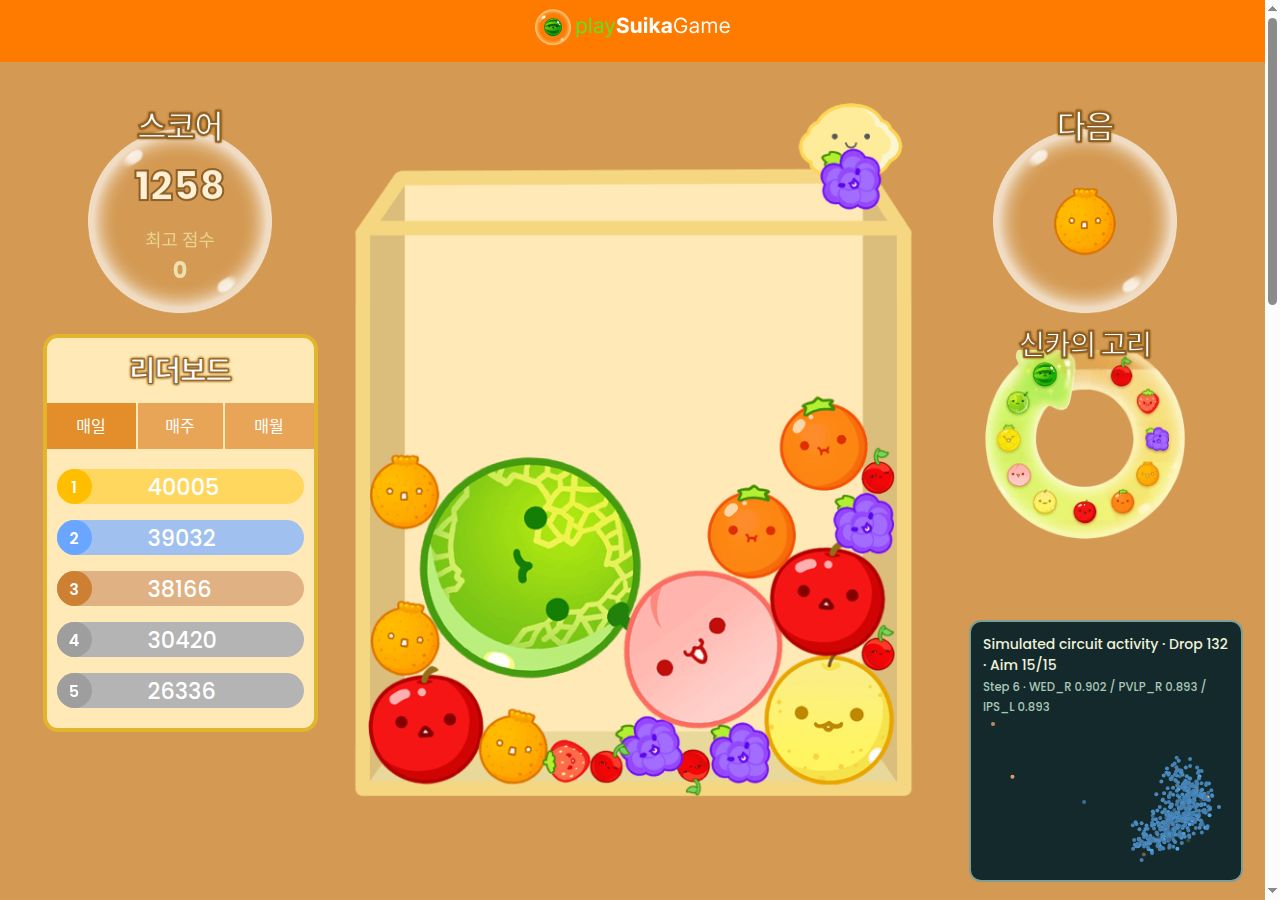 playSuikaGame
스코어
1258
최고 점수
0
리더보드
매일 매주 매월
1 40005
2 39032
3 38166
4 30420
5 26336
다음
신카의 고리
Simulated circuit activity · Drop 132
· Aim 15/15
Step 6 · WED_R 0.902 / PVLP_R 0.893 /
IPS_L 0.893